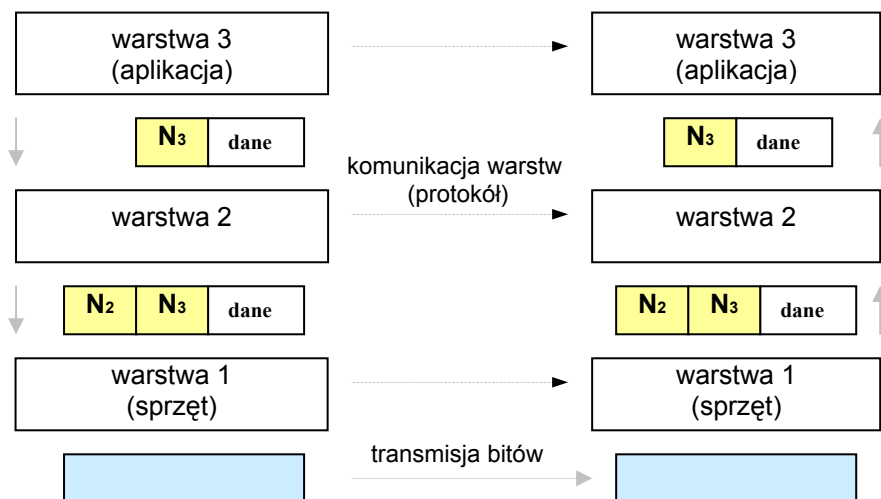 warstwa 3
(aplikacja)
warstwa 3
(aplikacja)
N3 dane
N3 dane
komunikacja warstw
(protokół)
warstwa 2
warstwa 2
N2 N3 dane
N2 N3 dane
warstwa 1
(sprzęt)
warstwa 1
(sprzęt)
transmisja bitów